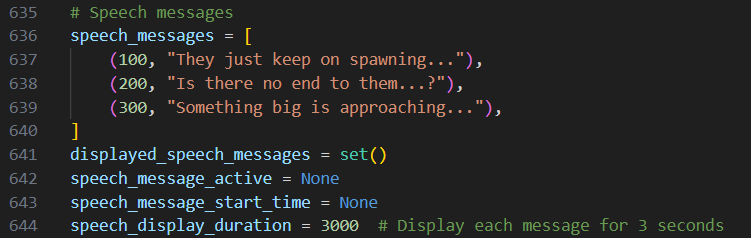 635 # Speech messages
636 speech_messages = [
637 (100, "They just keep on spawning..."),
638 (200, "Is there no end to them...?"),
639 (300, "Something big is approaching..."),
640 ]
641 displayed_speech_messages = set()
642 speech_message_active = None
643 speech_message_start_time = None
644 speech_display_duration = 3000  # Display each message for 3 seconds